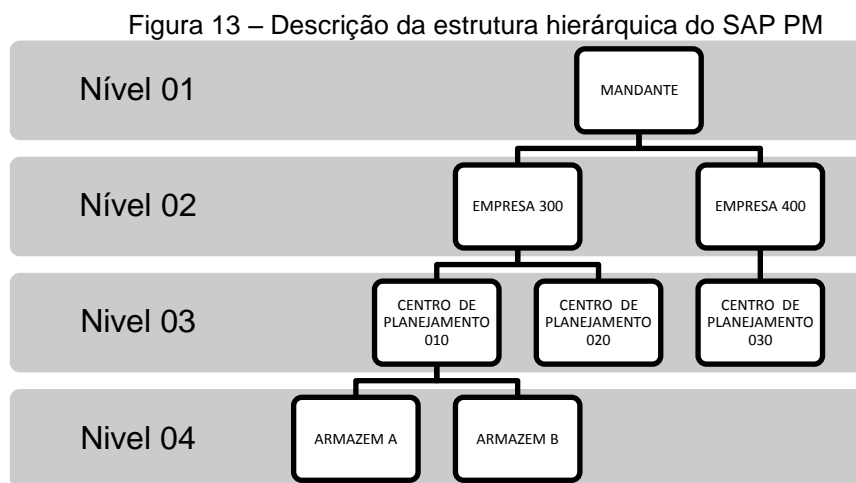 Figura 13 – Descrição da estrutura hierárquica do SAP PM
Nível 01
MANDANTE
Nível 02
EMPRESA 300
EMPRESA 400
Nivel 03
CENTRO DE
PLANEJAMENTO
010
CENTRO DE
PLANEJAMENTO
020
CENTRO DE
PLANEJAMENTO
030
Nivel 04
ARMAZEM A
ARMAZEM B